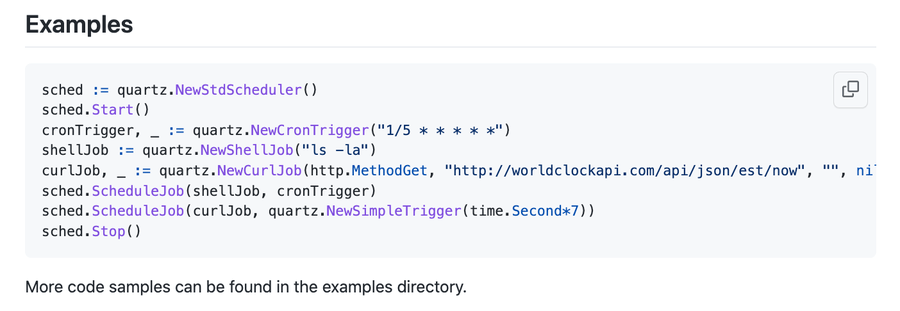 Examples
sched := quartz.NewStdScheduler()
sched.Start()
cronTrigger, _ := quartz.NewCronTrigger("1/5 * * * * *")
shellJob := quartz.NewShellJob("ls -la")
curlJob, _ := quartz.NewCurlJob(http.MethodGet, "http://worldclockapi.com/api/json/est/now", "", nil
sched.ScheduleJob(shellJob, cronTrigger)
sched.ScheduleJob(curlJob, quartz.NewSimpleTrigger(time.Second*7))
sched.Stop()
More code samples can be found in the examples directory.